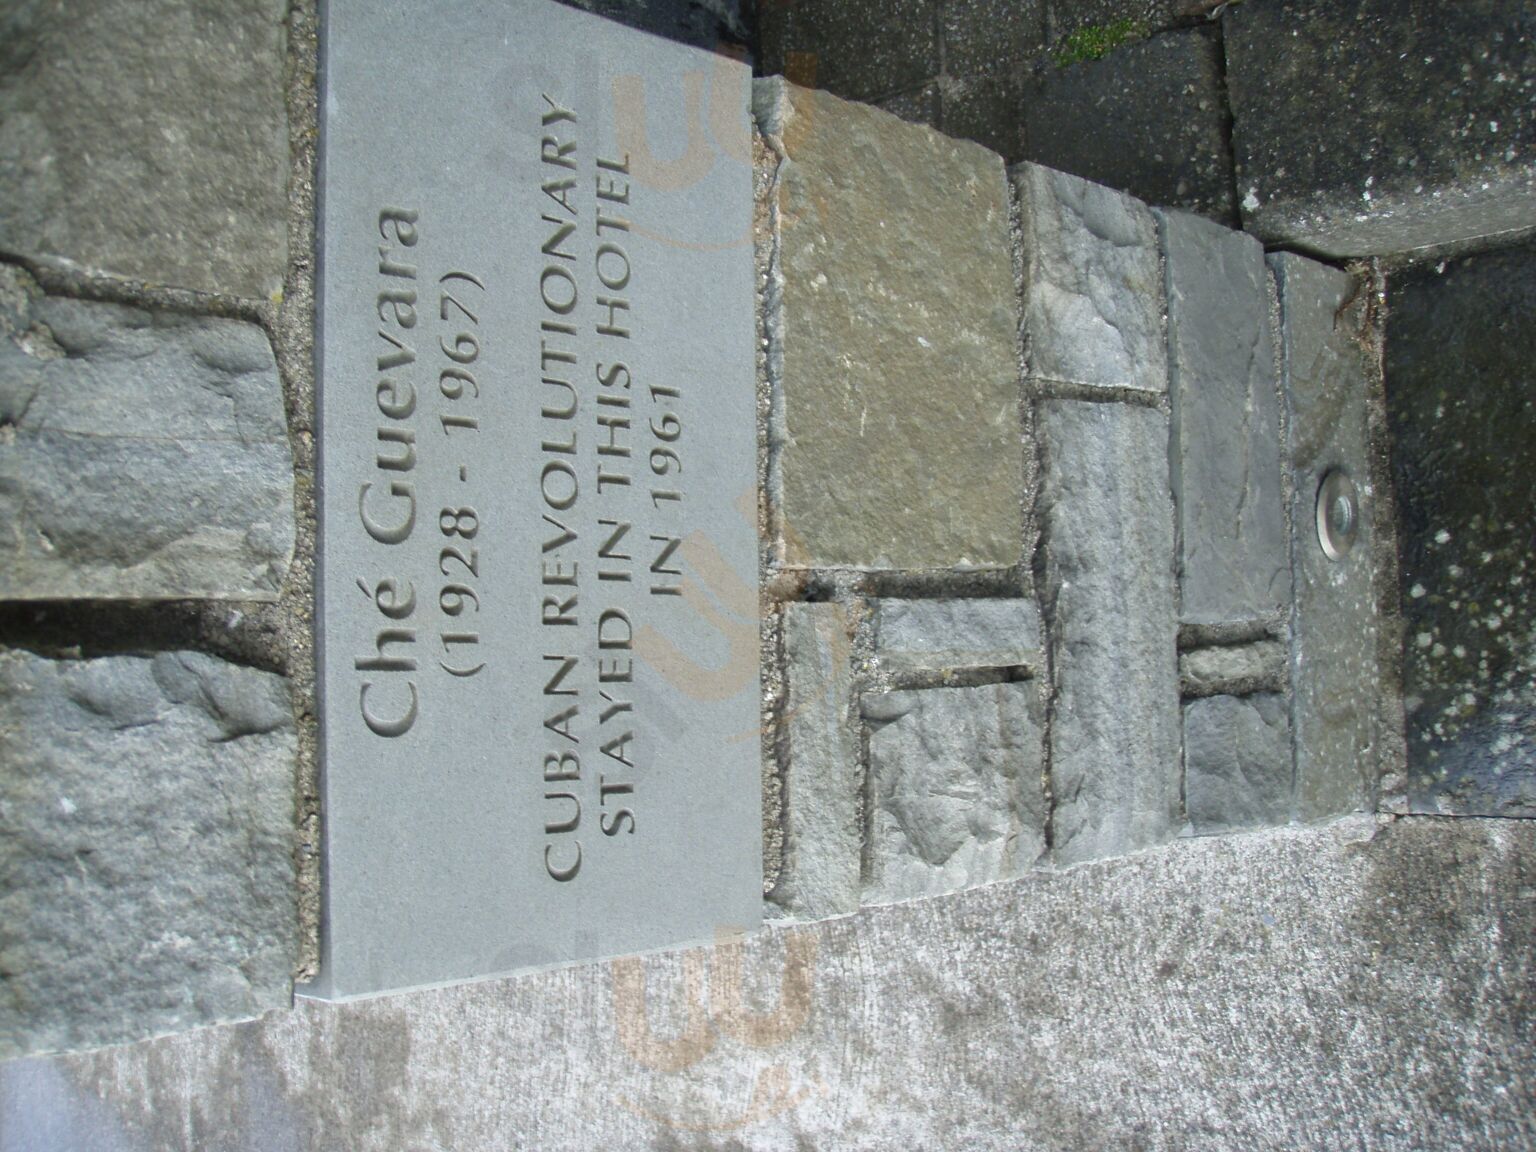 Ché Guevara
(1928 - 1967)
CUBAN REVOLUTIONARY
STAYED IN THIS HOTEL
IN 1961